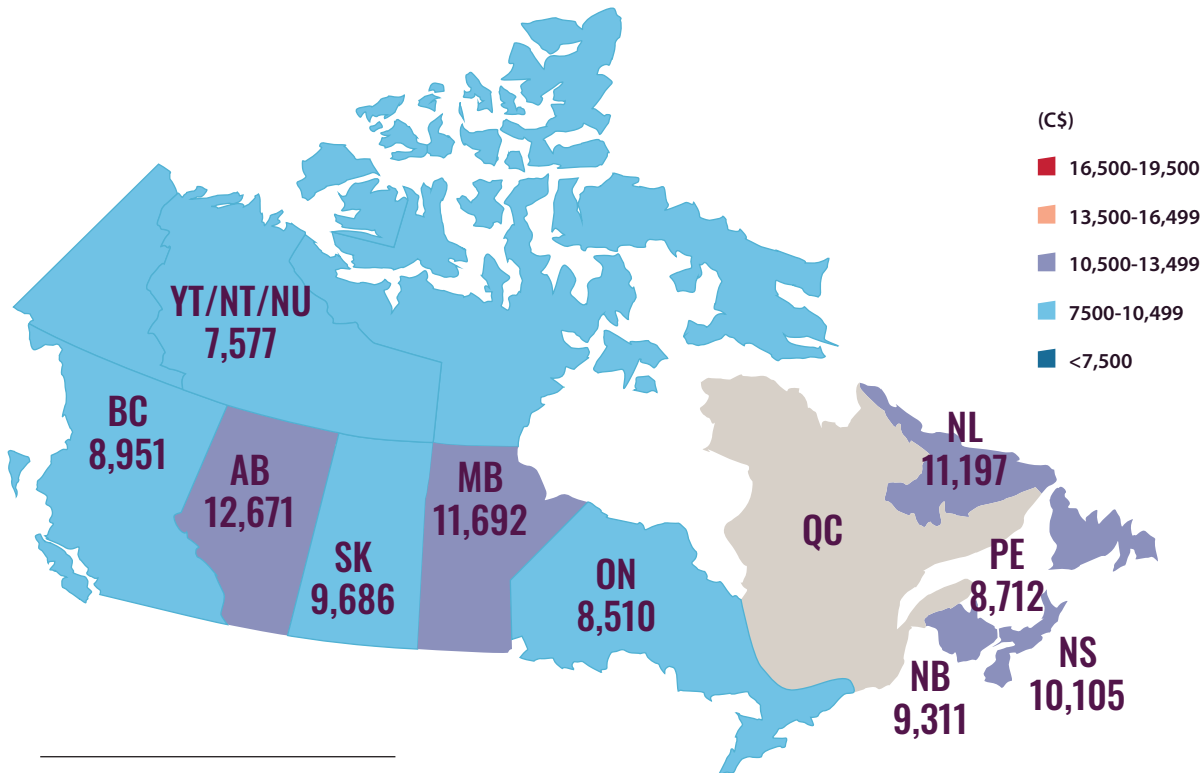 (C$)
16,500-19,500
13,500-16,499
10,500-13,499
7500-10,499
<7,500
YT/NT/NU
7,577
BC
8,951
AB
12,671
SK
9,686
MB
11,692
ON
8,510
QC
NL
11,197
PE
8,712
NB
9,311
NS
10,105